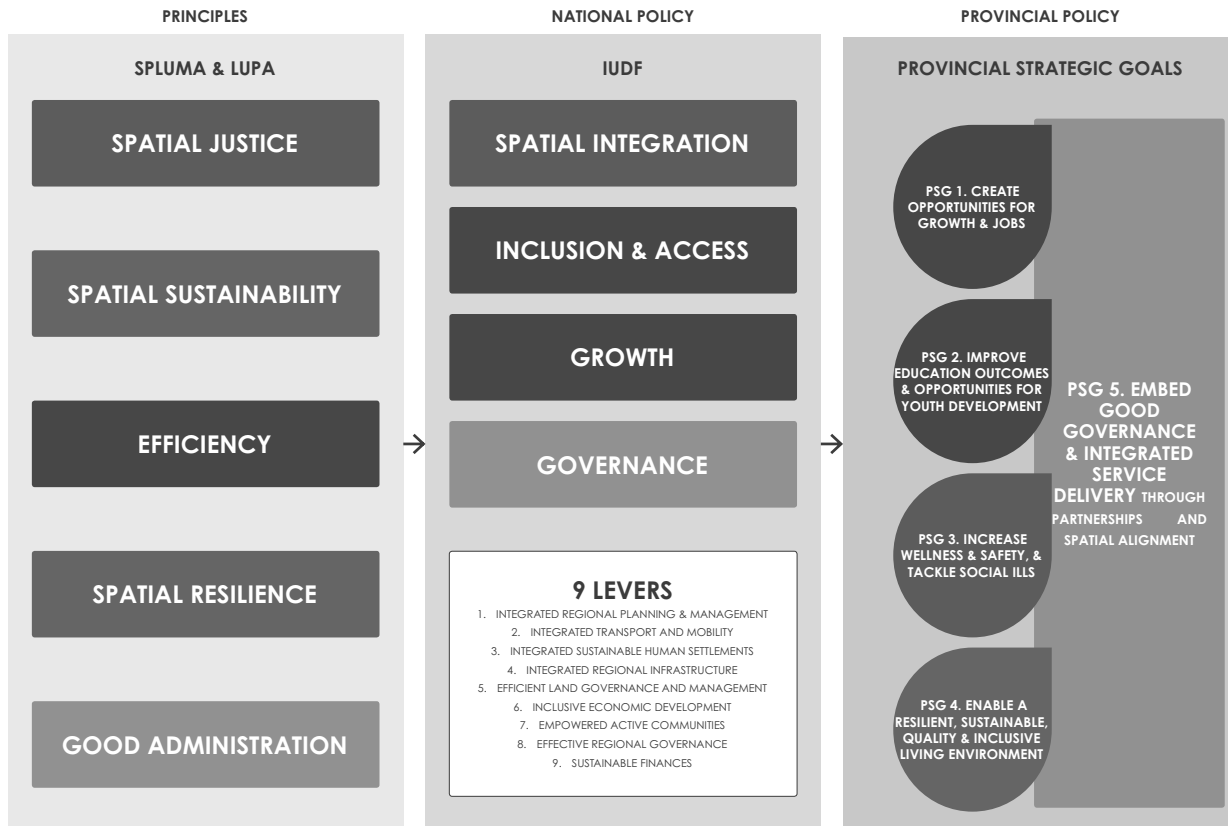 PRINCIPLES
SPLUMA & LUPA
SPATIAL JUSTICE
SPATIAL SUSTAINABILITY
EFFICIENCY
SPATIAL RESILIENCE
GOOD ADMINISTRATION
NATIONAL POLICY
IUDF
SPATIAL INTEGRATION
INCLUSION & ACCESS
GROWTH
GOVERNANCE
9 LEVERS
1. INTEGRATED REGIONAL PLANNING & MANAGEMENT
2. INTEGRATED TRANSPORT AND MOBILITY
3. INTEGRATED SUSTAINABLE HUMAN SETTLEMENTS
4. INTEGRATED REGIONAL INFRASTRUCTURE
5. EFFICIENT LAND GOVERNANCE AND MANAGEMENT
6. INCLUSIVE ECONOMIC DEVELOPMENT
7. EMPOWERED ACTIVE COMMUNITIES
8. EFFECTIVE REGIONAL GOVERNANCE
9. SUSTAINABLE FINANCES
PROVINCIAL POLICY
PROVINCIAL STRATEGIC GOALS
PSG 1. CREATE
OPPORTUNITIES FOR
GROWTH & JOBS
PSG 2. IMPROVE
EDUCATION OUTCOMES
& OPPORTUNITIES FOR
YOUTH DEVELOPMENT
PSG 3. INCREASE
WELLNESS & SAFETY, &
TACKLE SOCIAL ILLS
PSG 4. ENABLE A
RESILIENT, SUSTAINABLE,
QUALITY & INCLUSIVE
LIVING ENVIRONMENT
PSG 5. EMBED
GOOD
GOVERNANCE
& INTEGRATED
SERVICE
DELIVERY THROUGH
PARTNERSHIPS AND
SPATIAL ALIGNMENT